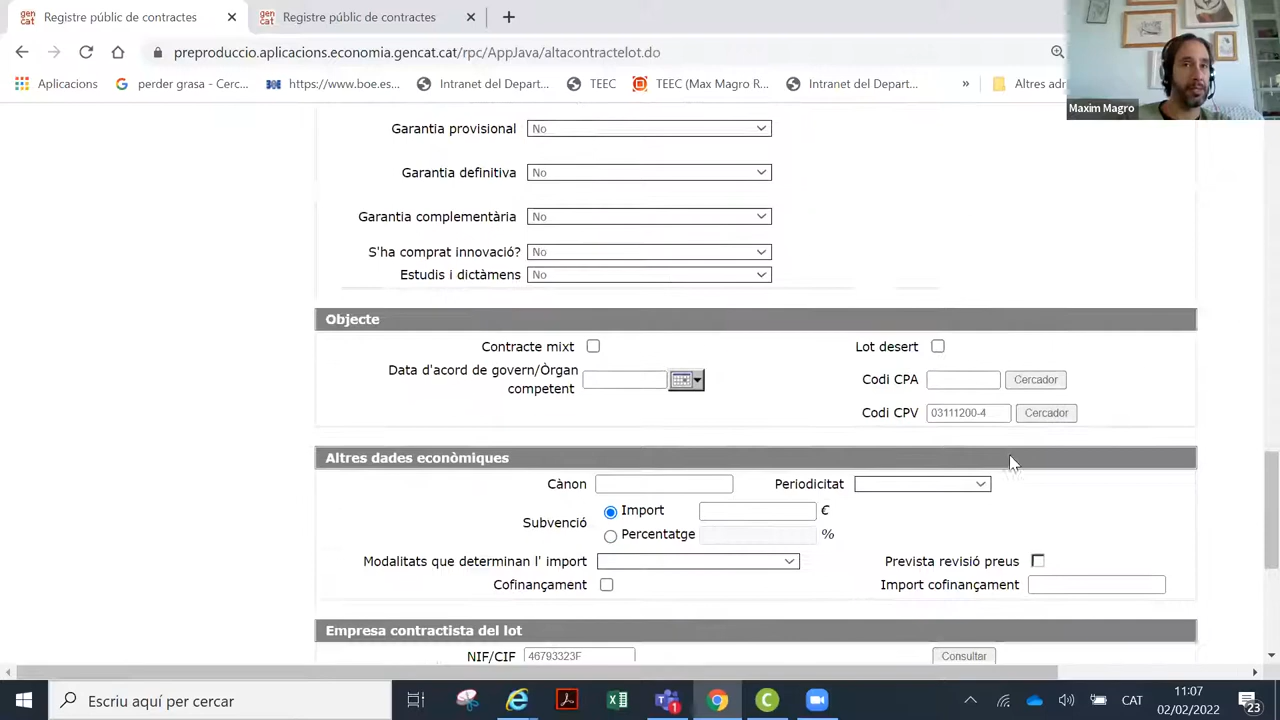 Registre públic de contractes
Registre públic de contractes
preproduccio.aplicacions.economia.gencat.cat/rpc/AppJava/altacontractelot.do
Aplicacions
perder grasa - Cerc...
https://www.boe.es...
Intranet del Depart...
TEEC
TEEC (Max Magro R...
Intranet del Depart...
»
Altres adr
Maxim Magro
Garantia provisional No
Garantia definitiva No
Garantia complementària No
S'ha comprat innovació? No
Estudis i dictàmens No
Objecte
Contracte mixt
Lot desert
Data d'acord de govern/Òrgan competent
Codi CPA Cercador
Codi CPV 03111200-4 Cercador
Altres dades econòmiques
Cànon
Periodicitat
Subvenció
Import €
Percentatge %
Modalitats que determinan l' import
Prevista revisió preus
Cofinançament
Import cofinançament
Empresa contractista del lot
NIF/CIF 46793323F Consultar
Escriu aquí per cercar
CAT
11:07
02/02/2022
23